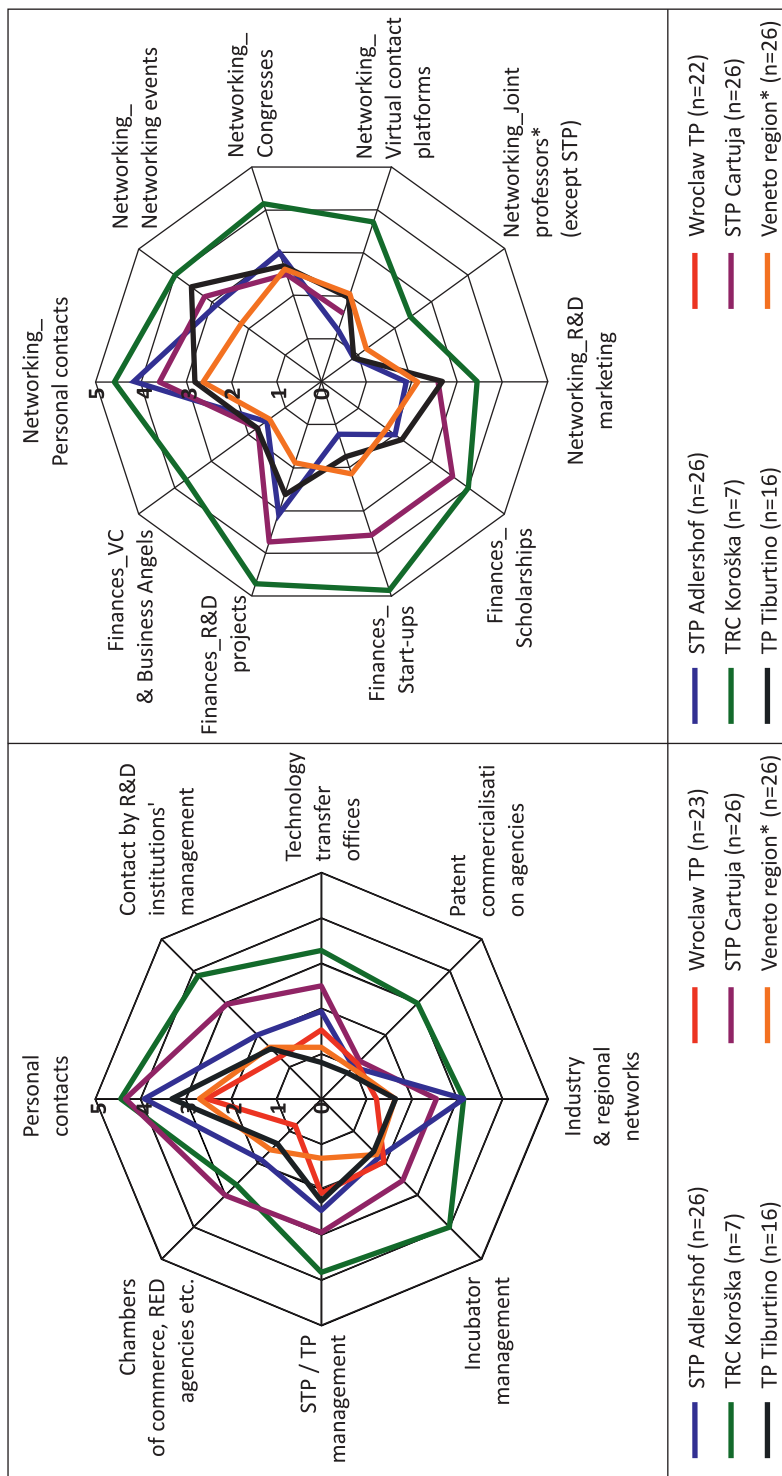 Personal
contacts
Contact by R&D
institutions'
management
Technology
transfer
offices
Patent
commercialisati
on agencies
Industry
& regional
networks
Incubator
management
STP / TP
management
Chambers
of commerce, RED
agencies etc.
5
4
3
2
1
0
STP Adlershof (n=26)
Wroclaw TP (n=23)
TRC Koroška (n=7)
STP Cartuja (n=26)
TP Tiburtino (n=16)
Veneto region* (n=26)
Networking_
Personal contacts
Networking_
Networking events
Networking_
Congresses
Networking_
Virtual contact
platforms
Networking_Joint
professors*
(except STP)
Networking_R&D
marketing
Finances_
Scholarships
Finances_
Start-ups
Finances_R&D
projects
Finances_VC
& Business Angels
5
4
3
2
1
0
STP Adlershof (n=26)
Wroclaw TP (n=22)
TRC Koroška (n=7)
STP Cartuja (n=26)
TP Tiburtino (n=16)
Veneto region* (n=26)